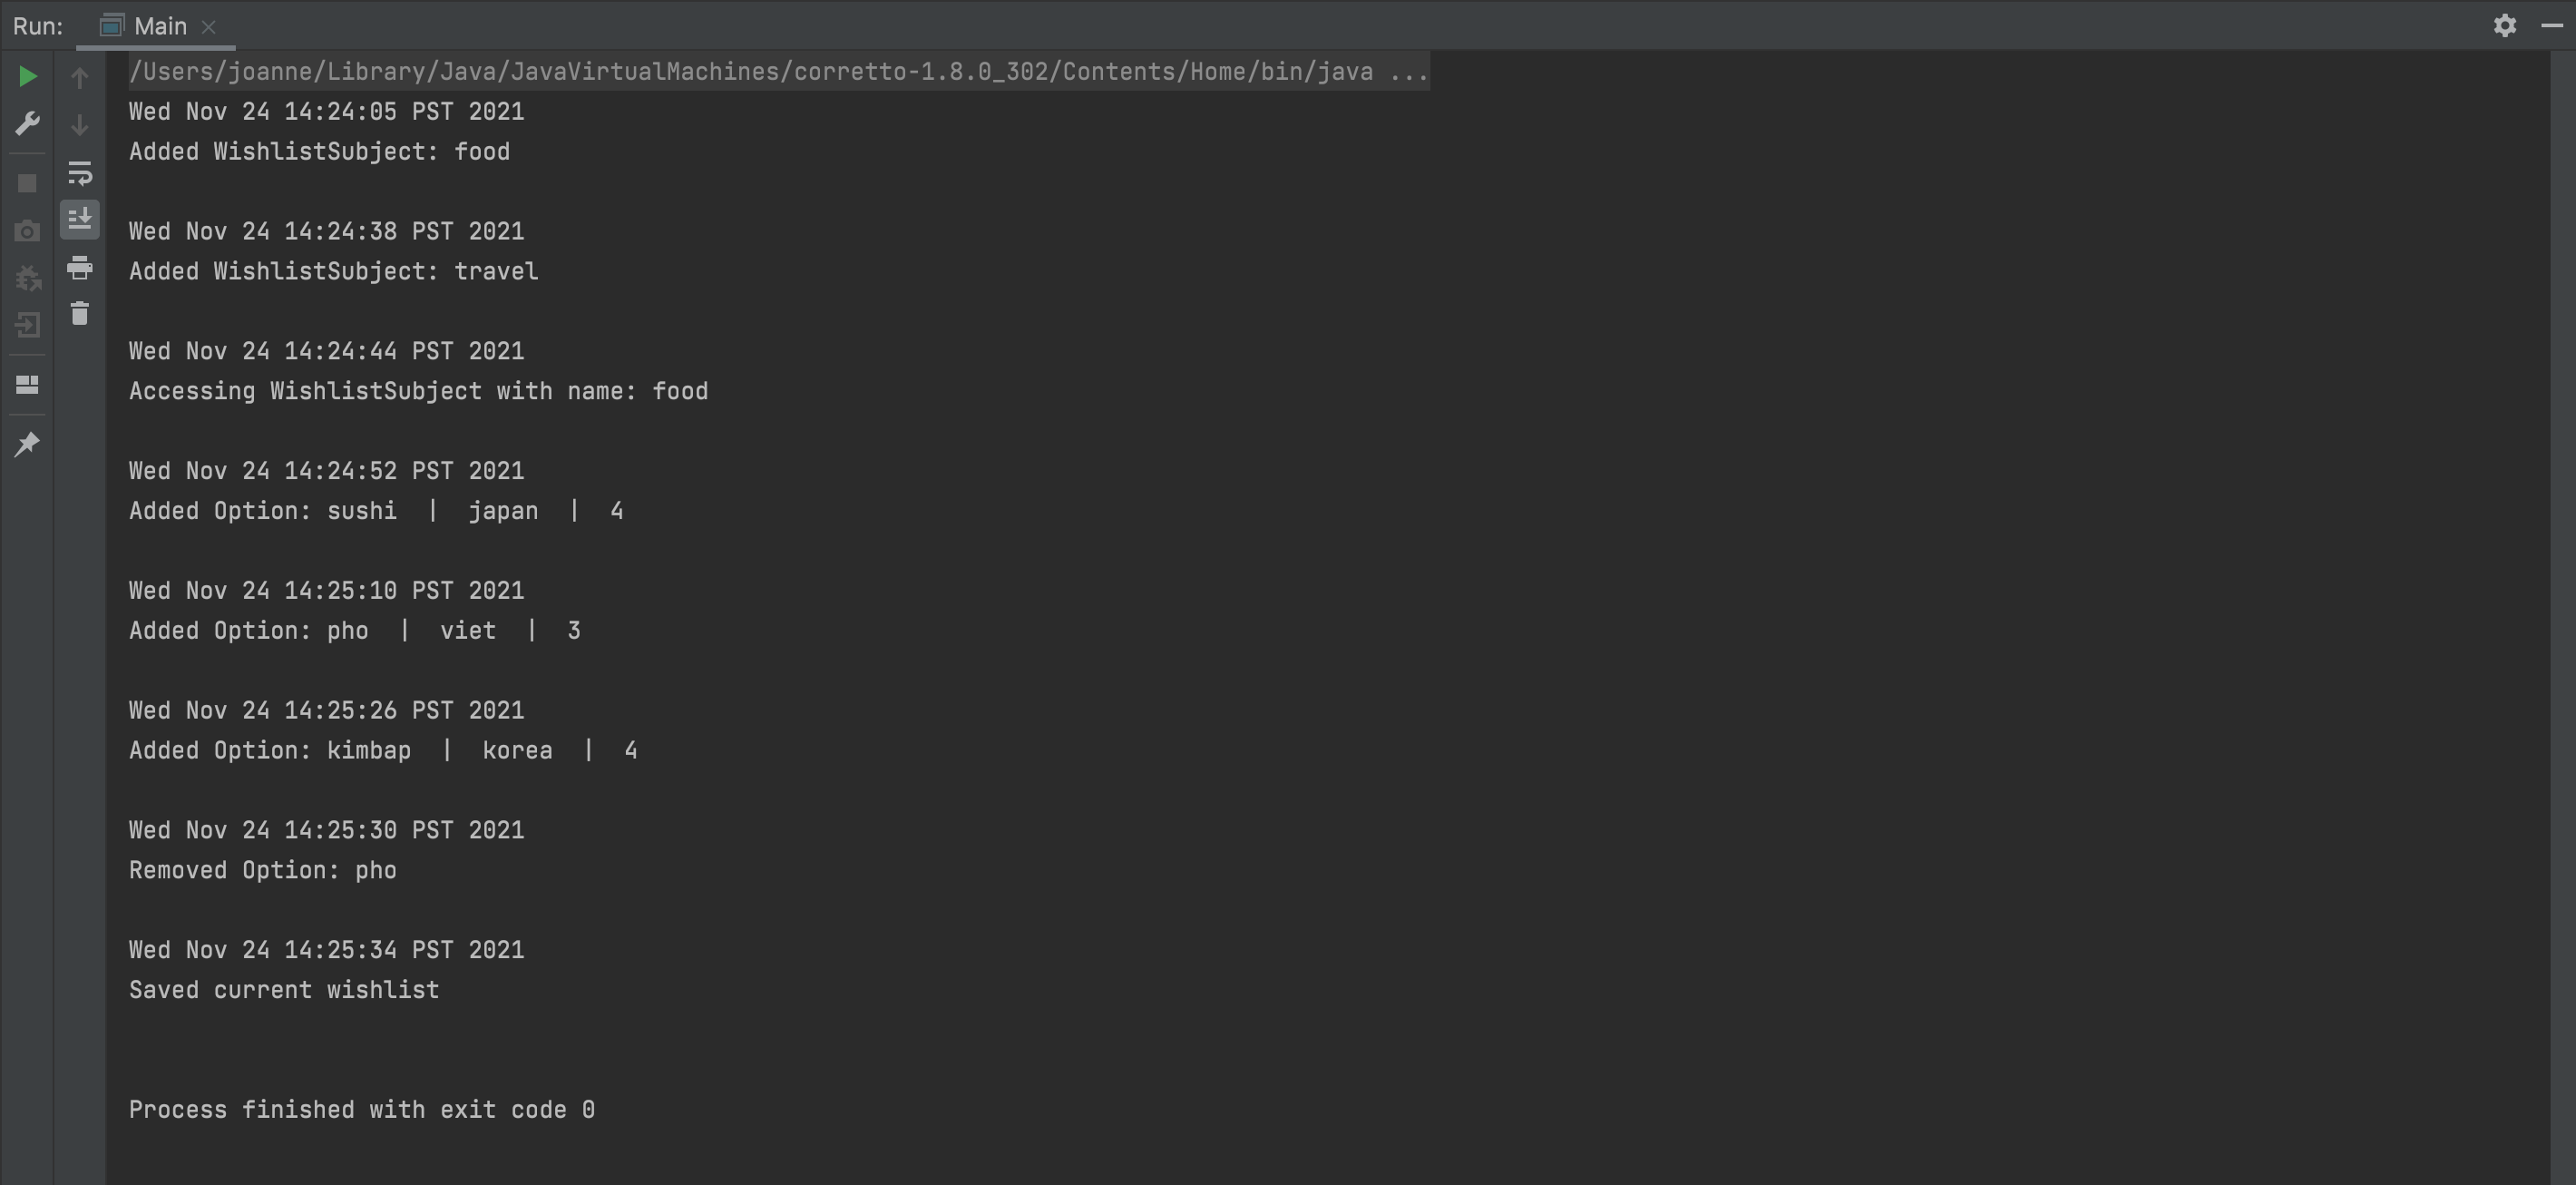 Run: Main
/Users/joanne/Library/Java/JavaVirtualMachines/corretto-1.8.0_302/Contents/Home/bin/java ...
Wed Nov 24 14:24:05 PST 2021
Added WishlistSubject: food
Wed Nov 24 14:24:38 PST 2021
Added WishlistSubject: travel
Wed Nov 24 14:24:44 PST 2021
Accessing WishlistSubject with name: food
Wed Nov 24 14:24:52 PST 2021
Added Option: sushi  |  japan  |  4
Wed Nov 24 14:25:10 PST 2021
Added Option: pho  |  viet  |  3
Wed Nov 24 14:25:26 PST 2021
Added Option: kimbap  |  korea  |  4
Wed Nov 24 14:25:30 PST 2021
Removed Option: pho
Wed Nov 24 14:25:34 PST 2021
Saved current wishlist
Process finished with exit code 0